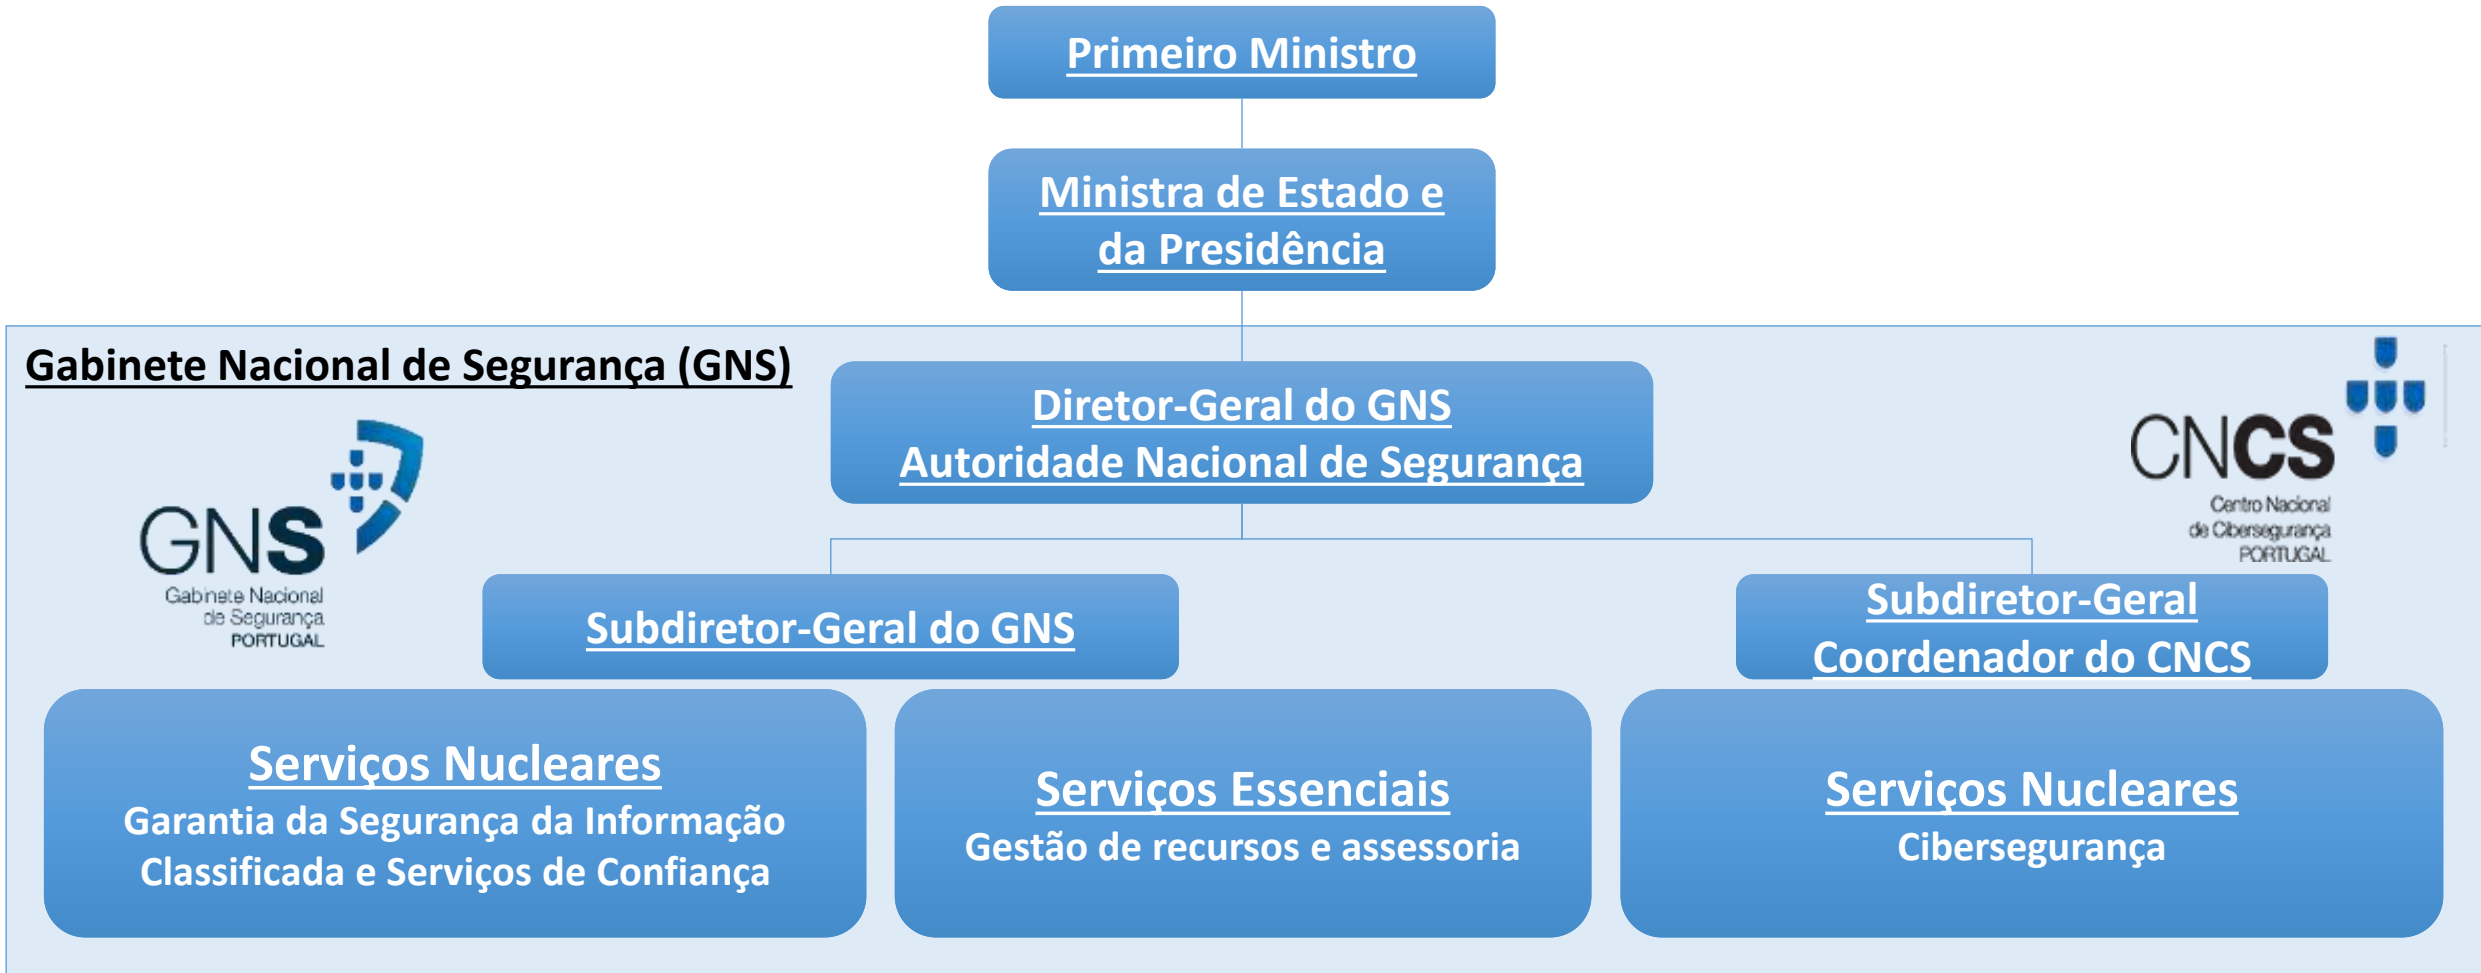 Primeiro Ministro
Ministra de Estado e
da Presidência
Gabinete Nacional de Segurança (GNS)
Diretor-Geral do GNS
Autoridade Nacional de Segurança
GNS
Gabinete Nacional
de Segurança
PORTUGAL
CNCS
Centro Nacional
de Cibersegurança
PORTUGAL
Subdiretor-Geral do GNS
Subdiretor-Geral
Coordenador do CNCS
Serviços Nucleares
Garantia da Segurança da Informação
Classificada e Serviços de Confiança
Serviços Essenciais
Gestão de recursos e assessoria
Serviços Nucleares
Cibersegurança